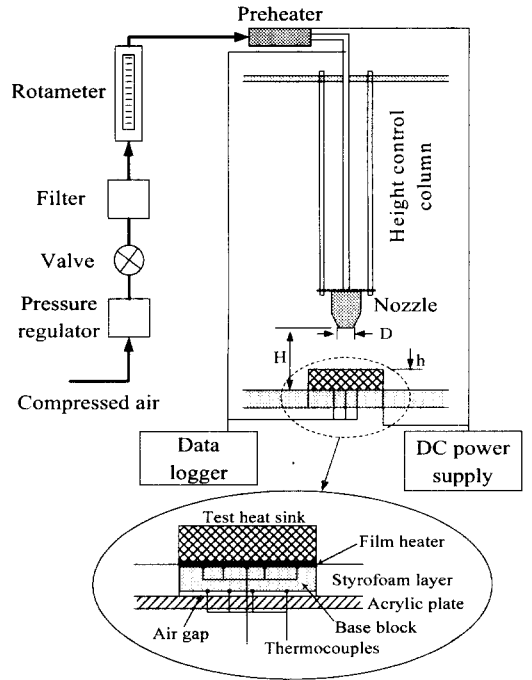 Preheater
Rotameter
Filter
Valve
Pressure
regulator
Compressed air
Height control
column
Nozzle
D
H
h
Data
logger
DC power
supply
Test heat sink
Film heater
Styrofoam layer
Acrylic plate
Base block
Air gap
Thermocouples